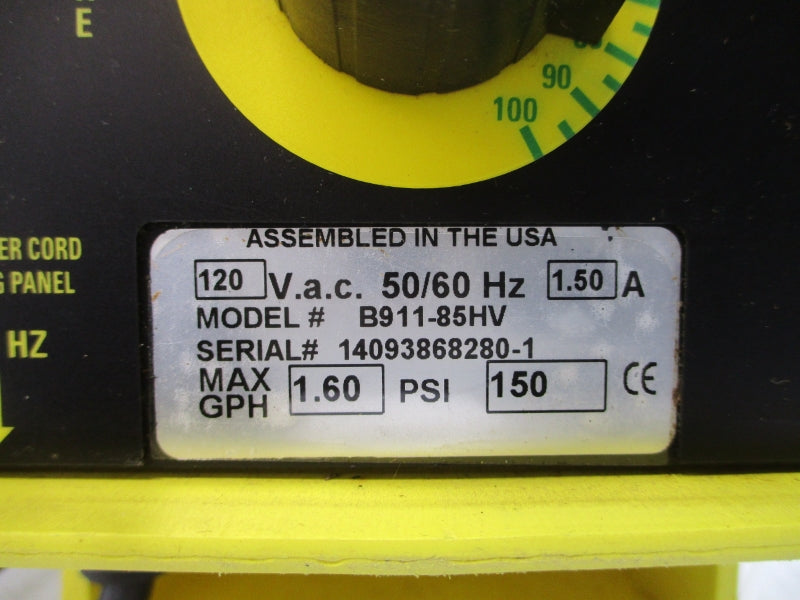 E
90
100
ASSEMBLED IN THE USA
ER CORD
PANEL
HZ
120 V.a.c. 50/60 Hz 1.50 A
MODEL # B911-85HV
SERIAL# 14093868280-1
MAX GPH 1.60 PSI 150 CE